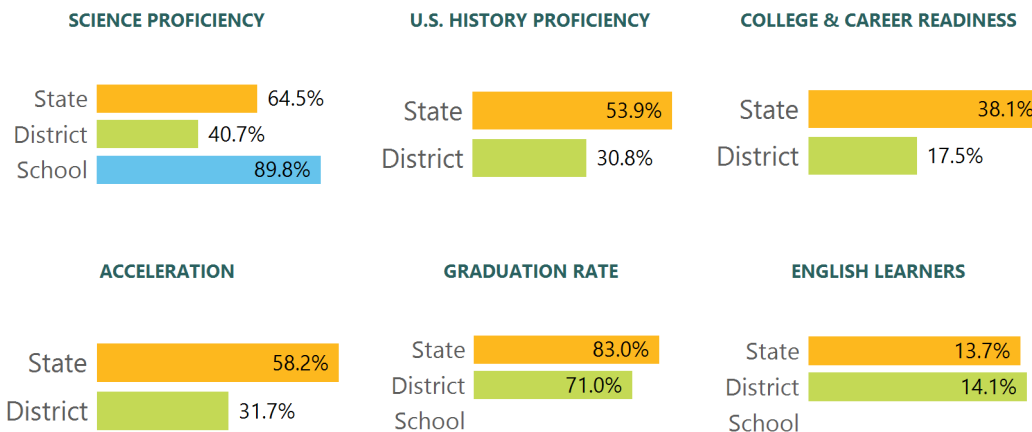 SCIENCE PROFICIENCY
State 64.5%
District 40.7%
School 89.8%
U.S. HISTORY PROFICIENCY
State 53.9%
District 30.8%
COLLEGE & CAREER READINESS
State 38.1%
District 17.5%
ACCELERATION
State 58.2%
District 31.7%
GRADUATION RATE
State 83.0%
District 71.0%
School
ENGLISH LEARNERS
State 13.7%
District 14.1%
School